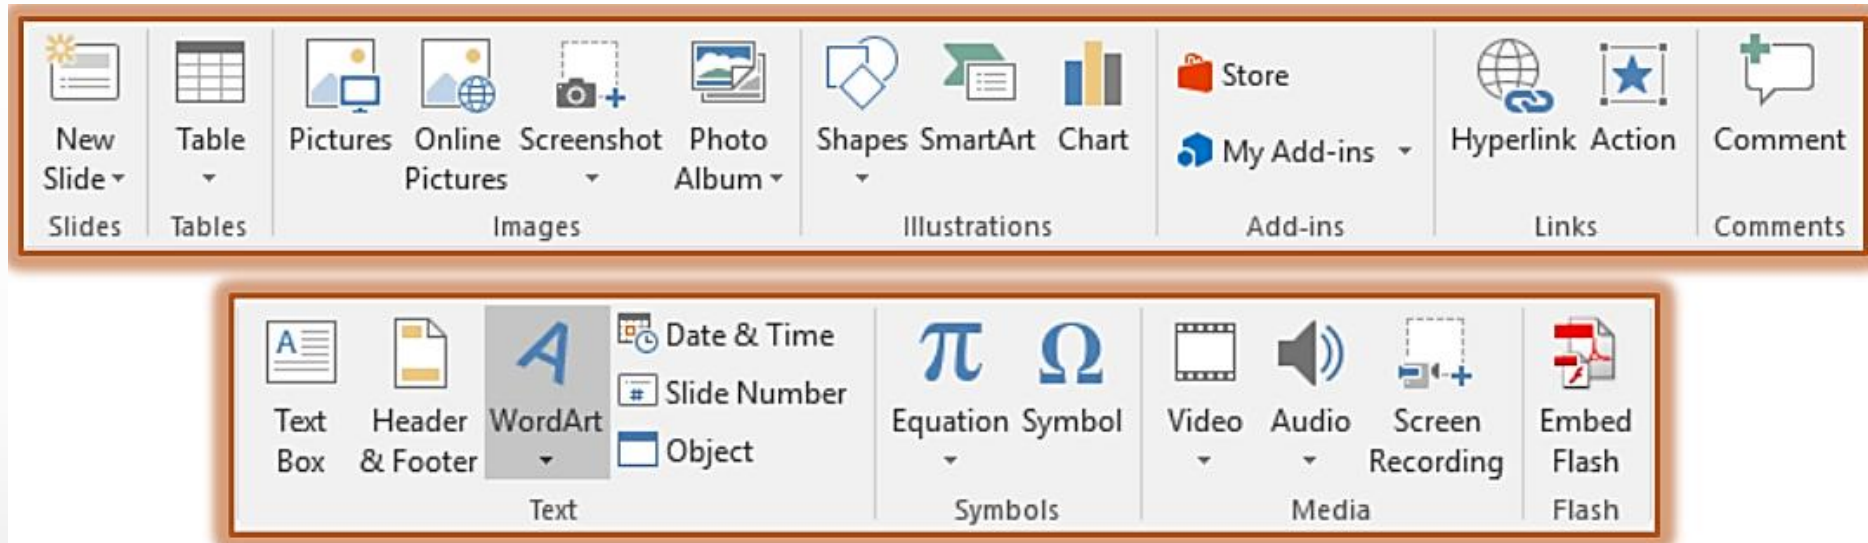 New Slide
Table
Pictures
Online Pictures
Screenshot
Photo Album
Shapes
SmartArt
Chart
Store
My Add-ins
Hyperlink
Action
Comment
Slides
Tables
Images
Illustrations
Add-ins
Links
Comments
A
Text Box
Header & Footer
A
WordArt
Date & Time
# Slide Number
Object
π
Equation
Ω
Symbol
Video
Audio
Screen Recording
Embed Flash
Text
Symbols
Media
Flash